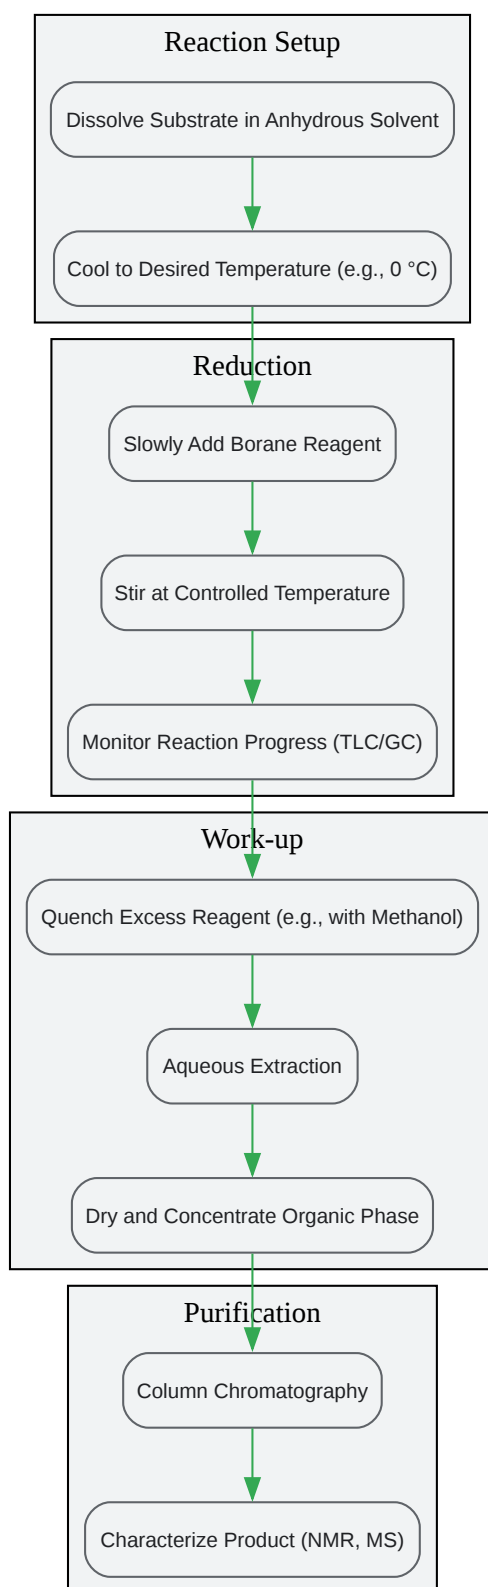 Reaction Setup
Dissolve Substrate in Anhydrous Solvent
Cool to Desired Temperature (e.g., 0 °C)
Reduction
Slowly Add Borane Reagent
Stir at Controlled Temperature
Monitor Reaction Progress (TLC/GC)
Work-up
Quench Excess Reagent (e.g., with Methanol)
Aqueous Extraction
Dry and Concentrate Organic Phase
Purification
Column Chromatography
Characterize Product (NMR, MS)